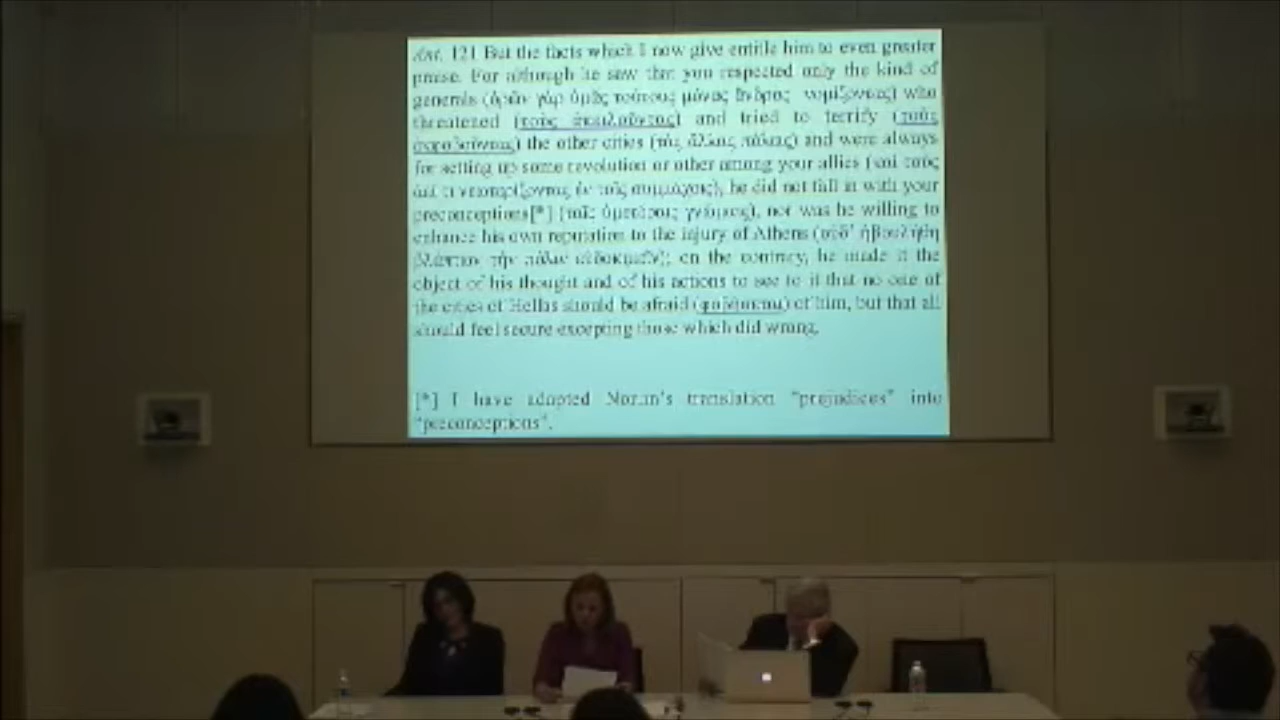 Ant. 121 But the facts which I now give entitle him to even greater
praise. For although he saw that you respected only the kind of
generals (ὁρῶν γὰρ ὑμᾶς τούτους μόνους ἄνδρας νομίζοντας) who
threatened (τοὺς ἀπειλοῦντας) and tried to terrify (τοὺς
) the other cities (τὰς ἄλλας πόλεις) and were always
for setting up some revolution or other among your allies (καὶ τοὺς
ἀεί τι νεωτερίζοντας ἐν τοῖς συμμάχοις), he did not fall in with your
preconceptions[*] (ταῖς ὑμετέραις γνώμαις), nor was he willing to
enhance his own reputation to the injury of Athens (οὐδ' ἠβουλήθη
βλάπτων τὴν πόλιν εὐδοκιμεῖν); on the contrary, he made it the
object of his thought and of his actions to see to it that no one of
the cities of Hellas should be afraid () of him, but that all
should feel secure excepting those which did wrong.
[*] I have adapted Norlin's translation "prejudices" into
"preconceptions".